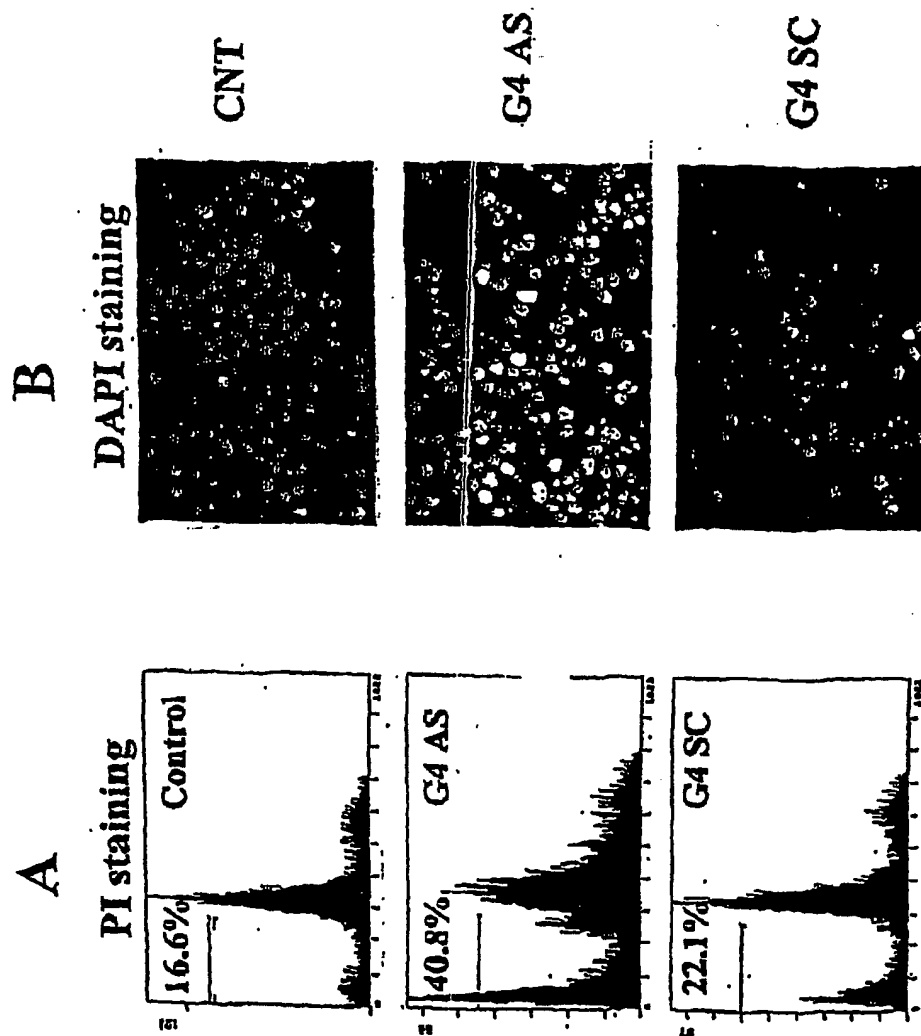 A
PI staining
16.6%
Control
40.8%
G4 AS
22.1%
G4 SC
B
DAPI staining
CNT
G4 AS
G4 SC